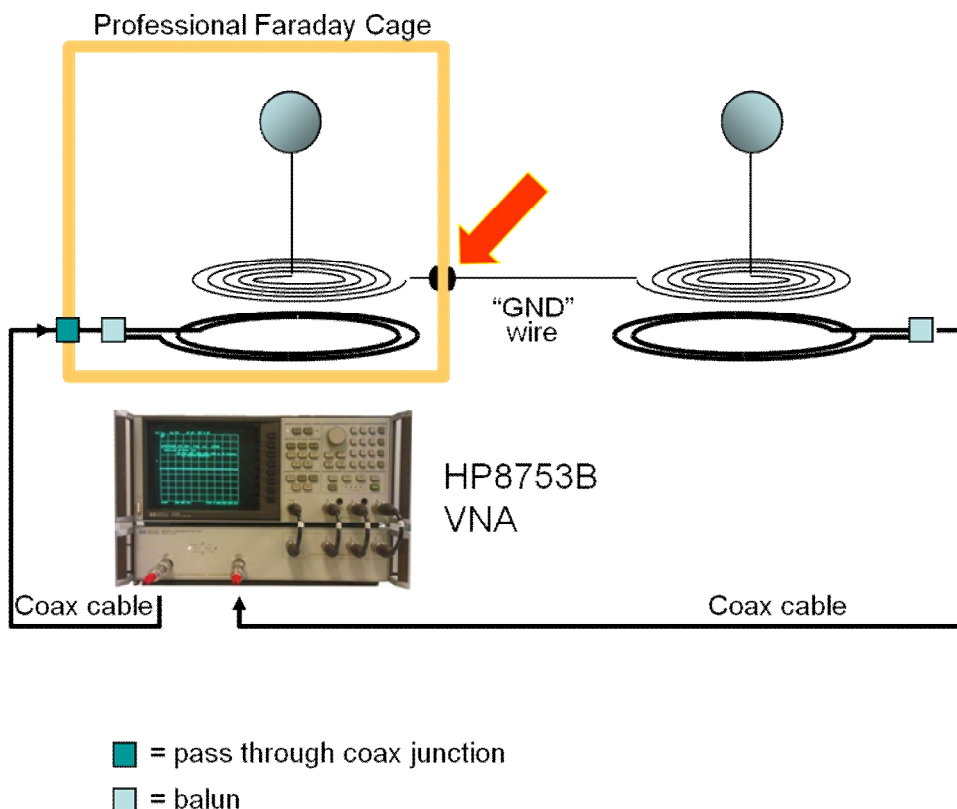 Professional Faraday Cage
“GND”
wire
HP8753B
VNA
Coax cable
Coax cable
= pass through coax junction
= balun